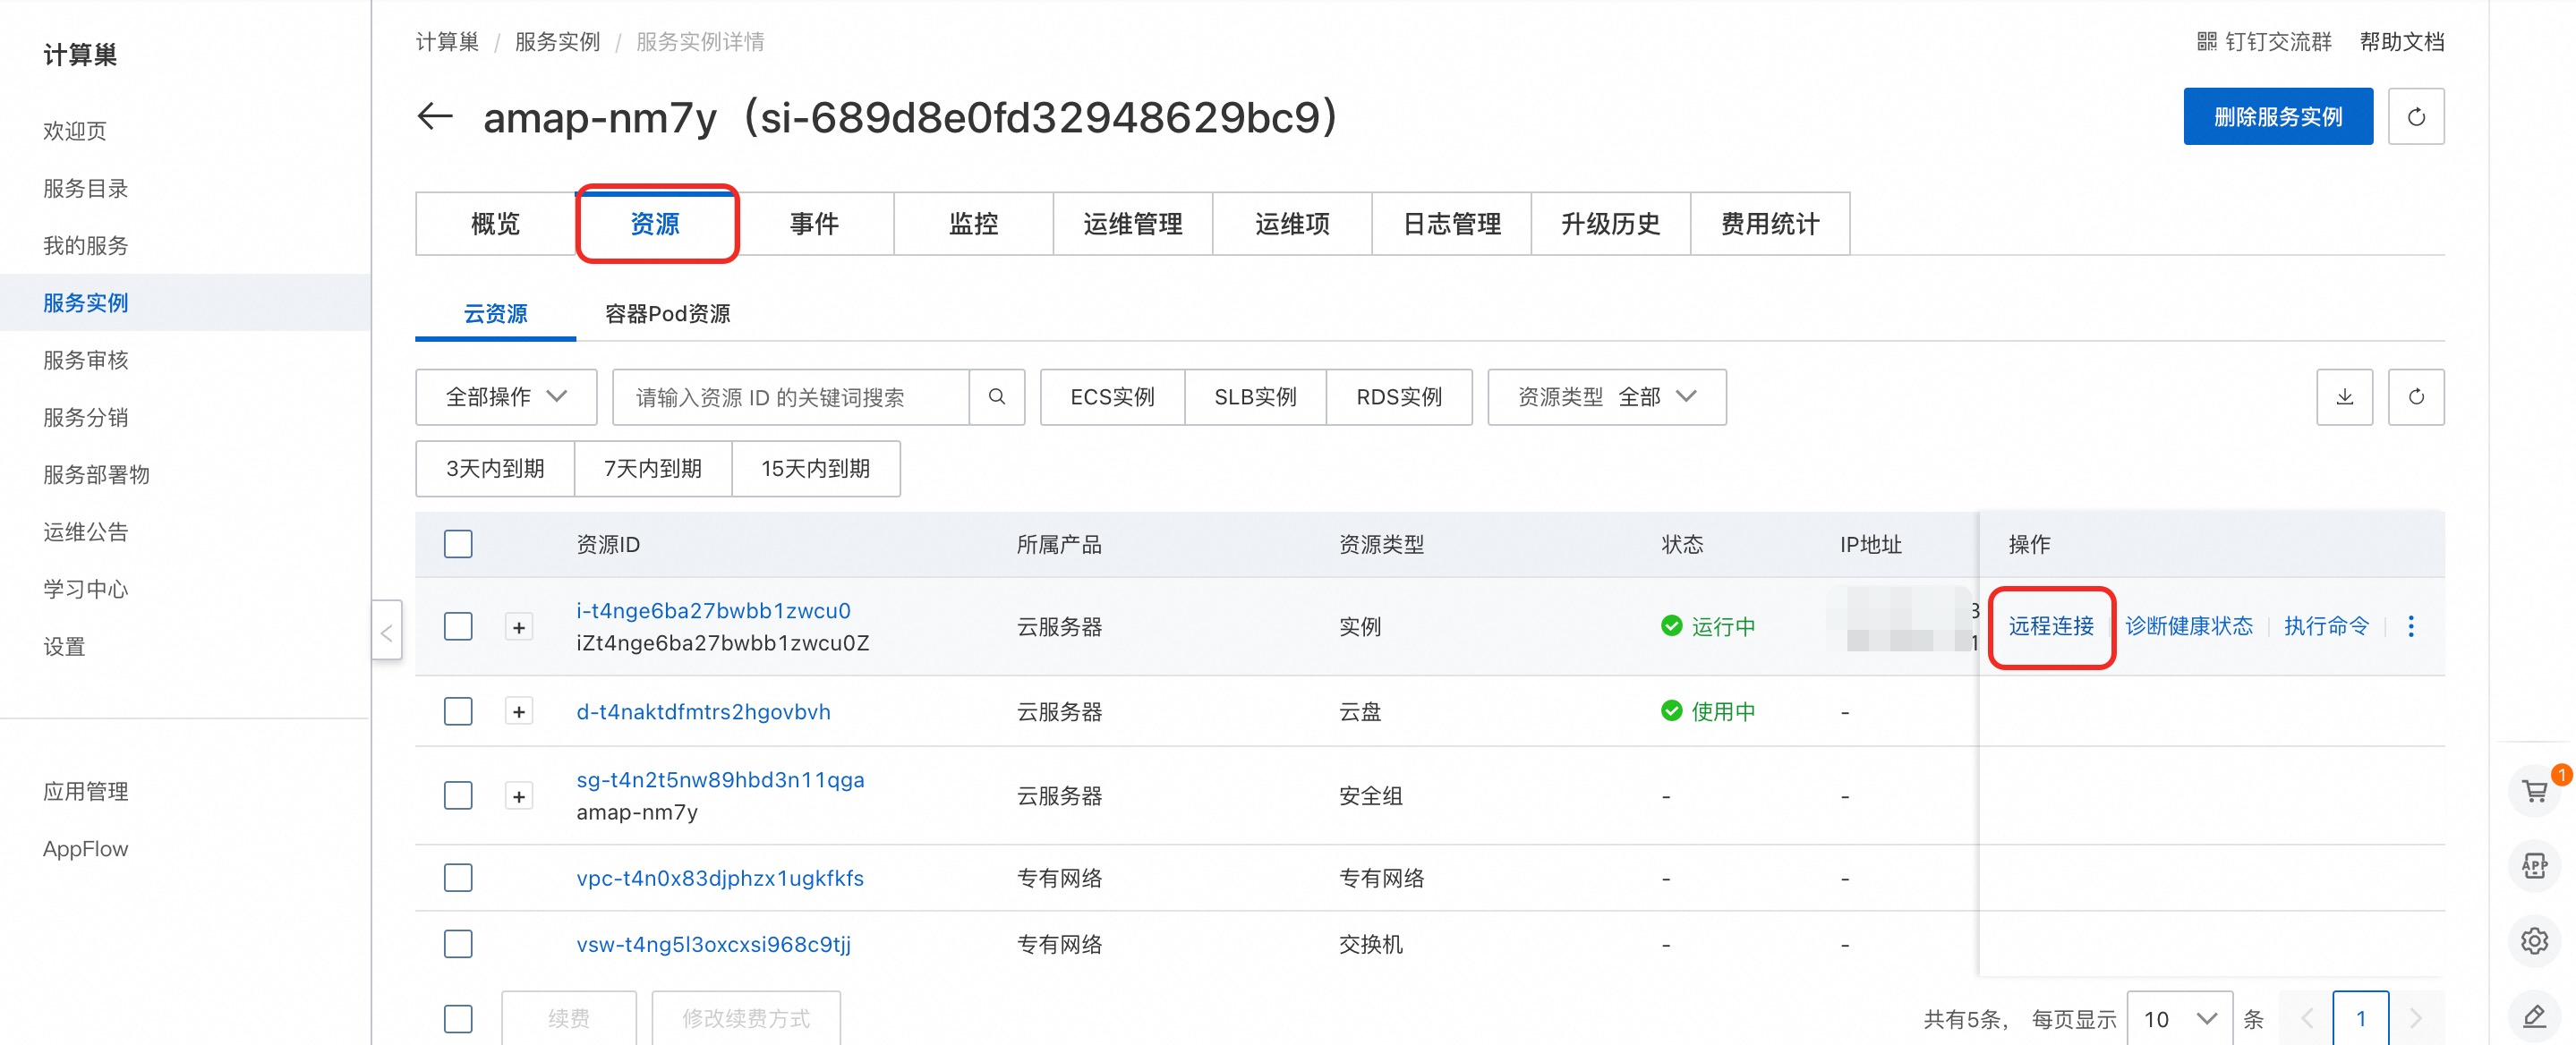 计算巢
欢迎页
服务目录
我的服务
服务实例
服务审核
服务分销
服务部署物
运维公告
学习中心
设置
应用管理
AppFlow
计算巢 / 服务实例 / 服务实例详情
钉钉交流群 帮助文档
amap-nm7y（si-689d8e0fd32948629bc9）
删除服务实例
概览 资源 事件 监控 运维管理 运维项 日志管理 升级历史 费用统计
云资源 容器Pod资源
全部操作 请输入资源 ID 的关键词搜索 ECS实例 SLB实例 RDS实例 资源类型 全部
3天内到期 7天内到期 15天内到期
资源ID 所属产品 资源类型 状态 IP地址 操作
i-t4nge6ba27bwbb1zwcu0
iZt4nge6ba27bwbb1zwcu0Z 云服务器 实例 运行中 远程连接 诊断健康状态 执行命令
d-t4naktdfmtrs2hgovbvh 云服务器 云盘 使用中 -
sg-t4n2t5nw89hbd3n11qga
amap-nm7y 云服务器 安全组 - -
vpc-t4n0x83djphzx1ugkfkfs 专有网络 专有网络 - -
vsw-t4ng5l3oxcxsi968c9tjj 专有网络 交换机 - -
续费 修改续费方式 共有5条， 每页显示 10 条 1
1
APP